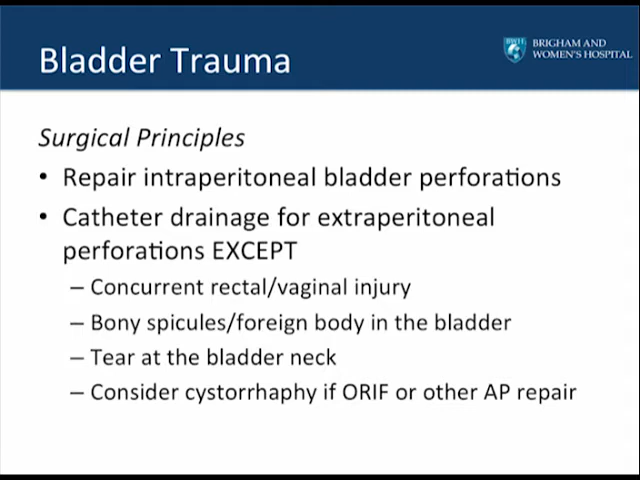 Bladder Trauma
BWH
BRIGHAM AND
WOMEN'S HOSPITAL
Surgical Principles
• Repair intraperitoneal bladder perforations
• Catheter drainage for extraperitoneal
perforations EXCEPT
– Concurrent rectal/vaginal injury
– Bony spicules/foreign body in the bladder
– Tear at the bladder neck
– Consider cystorrhaphy if ORIF or other AP repair